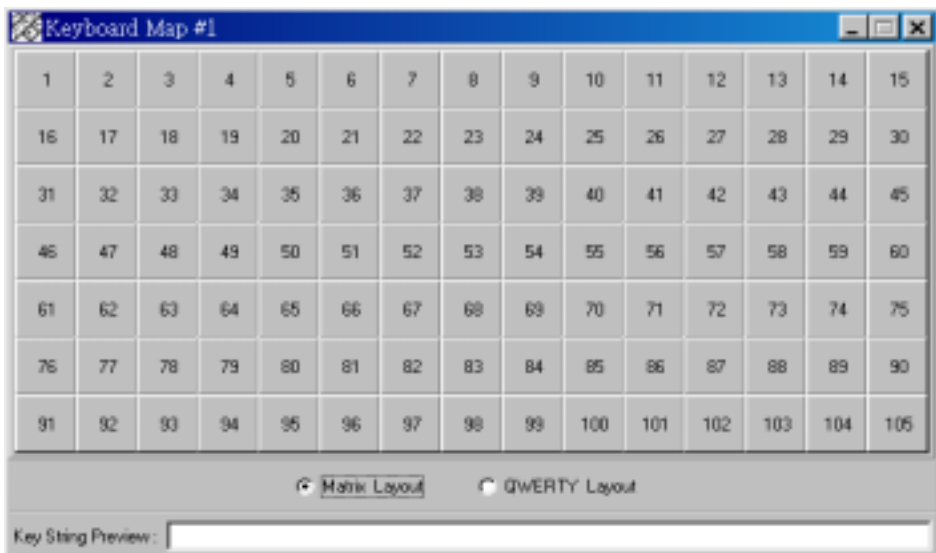 Keyboard Map #1
1 2 3 4 5 6 7 8 9 10 11 12 13 14 15
16 17 18 19 20 21 22 23 24 25 26 27 28 29 30
31 32 33 34 35 36 37 38 39 40 41 42 43 44 45
46 47 48 49 50 51 52 53 54 55 56 57 58 59 60
61 62 63 64 65 66 67 68 69 70 71 72 73 74 75
76 77 78 79 80 81 82 83 84 85 86 87 88 89 90
91 92 93 94 95 96 97 98 99 100 101 102 103 104 105
Matrix Layout QWERTY Layout
Key String Preview :